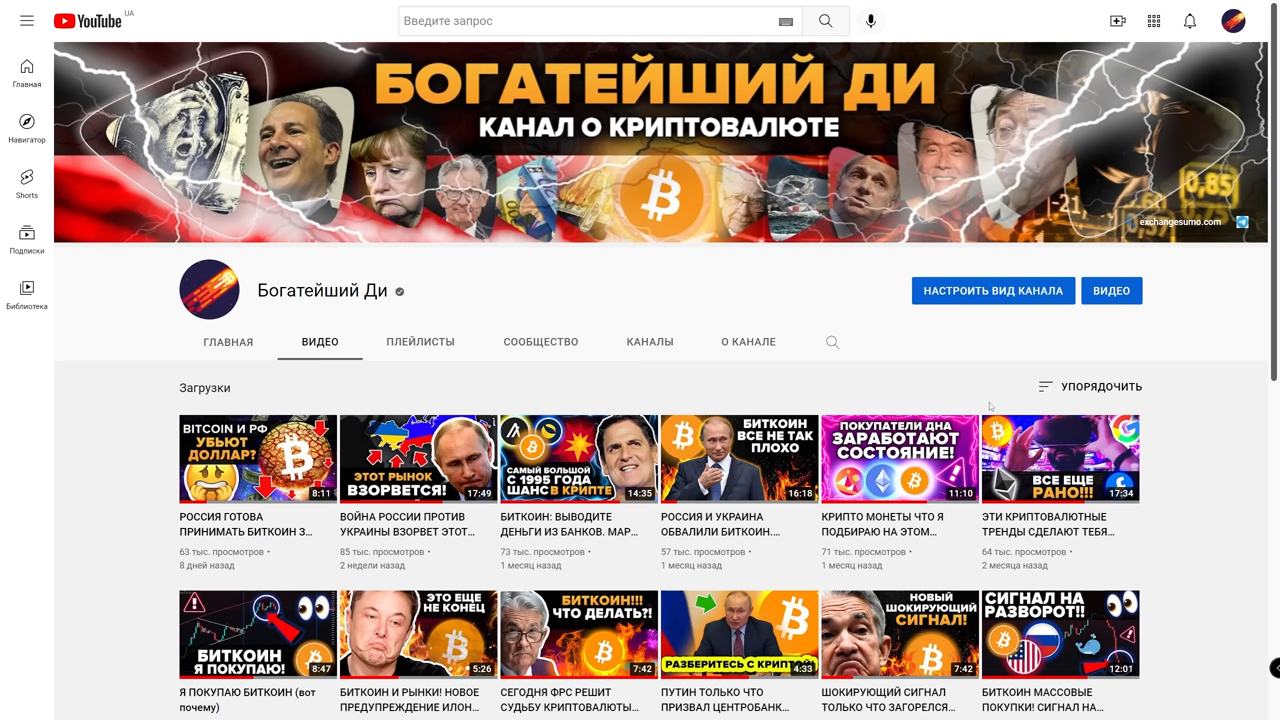 YouTube UA
Введите запрос
Главная
Навигатор
Shorts
Подписки
Библиотека
БОГАТЕЙШИЙ ДИ
КАНАЛ О КРИПТОВАЛЮТЕ
0,85
exchangesumo.com
Богатейший Ди
НАСТРОИТЬ ВИД КАНАЛА
ВИДЕО
ГЛАВНАЯ ВИДЕО ПЛЕЙЛИСТЫ СООБЩЕСТВО КАНАЛЫ О КАНАЛЕ
Загрузки
УПОРЯДОЧИТЬ
BITCOIN И РФ
УБЬЮТ
ДОЛЛАР?
8:11
РОССИЯ ГОТОВА
ПРИНИМАТЬ БИТКОИН З...
63 тыс. просмотров •
8 дней назад
ЭТОТ РЫНОК
ВЗОРВЕТСЯ!
17:49
ВОЙНА РОССИИ ПРОТИВ
УКРАИНЫ ВЗОРВЕТ ЭТОТ...
85 тыс. просмотров •
2 недели назад
САМЫЙ БОЛЬШОЙ
С 1995 ГОДА
ШАНС В КРИПТЕ
14:35
БИТКОИН: ВЫВОДИТЕ
ДЕНЬГИ ИЗ БАНКОВ. МАР...
73 тыс. просмотров •
1 месяц назад
БИТКОИН
ВСЕ НЕ ТАК
ПЛОХО
16:18
РОССИЯ И УКРАИНА
ОБВАЛИЛИ БИТКОИН....
57 тыс. просмотров •
1 месяц назад
ПОКУПАТЕЛИ ДНА
ЗАРАБОТАЮТ
СОСТОЯНИЕ!
11:10
КРИПТО МОНЕТЫ ЧТО Я
ПОДБИРАЮ НА ЭТОМ...
71 тыс. просмотров •
1 месяц назад
ВСЕ ЕЩЕ
РАНО!!!
17:34
ЭТИ КРИПТОВАЛЮТНЫЕ
ТРЕНДЫ СДЕЛАЮТ ТЕБЯ...
64 тыс. просмотров •
2 месяца назад
БИТКОИН
Я ПОКУПАЮ!
8:47
Я ПОКУПАЮ БИТКОИН (вот
почему)
ЭТО ЕЩЕ
НЕ КОНЕЦ
5:26
БИТКОИН И РЫНКИ! НОВОЕ
ПРЕДУПРЕЖДЕНИЕ ИЛОН...
БИТКОИН!!!
ЧТО ДЕЛАТЬ?!
7:42
СЕГОДНЯ ФРС РЕШИТ
СУДЬБУ КРИПТОВАЛЮТЫ...
РАЗБЕРИТЕСЬ С
4:33
ПУТИН ТОЛЬКО ЧТО
ПРИЗВАЛ ЦЕНТРОБАНК...
НОВЫЙ
ШОКИРУЮЩИЙ
СИГНАЛ!
7:42
ШОКИРУЮЩИЙ СИГНАЛ
ТОЛЬКО ЧТО ЗАГОРЕЛСЯ...
СИГНАЛ НА
РАЗВОРОТ!!
12:01
БИТКОИН МАССОВЫЕ
ПОКУПКИ! СИГНАЛ НА...